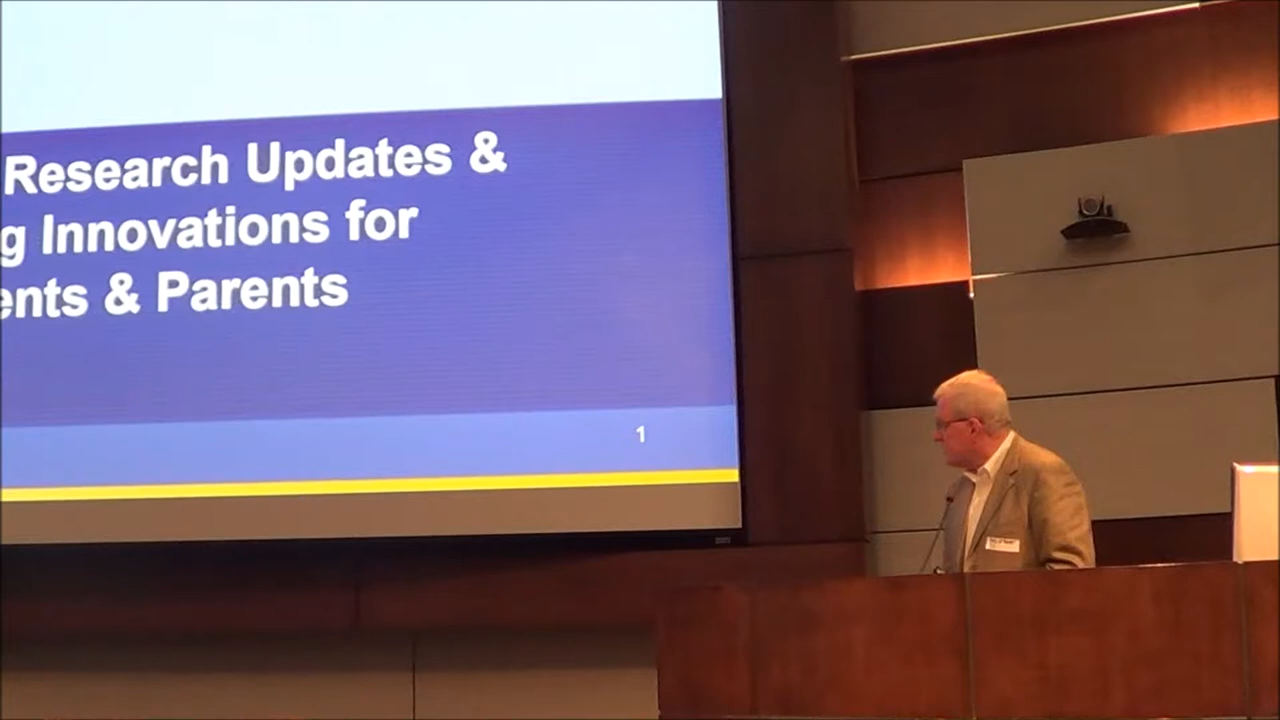 Research Updates &
g Innovations for
ents & Parents
1